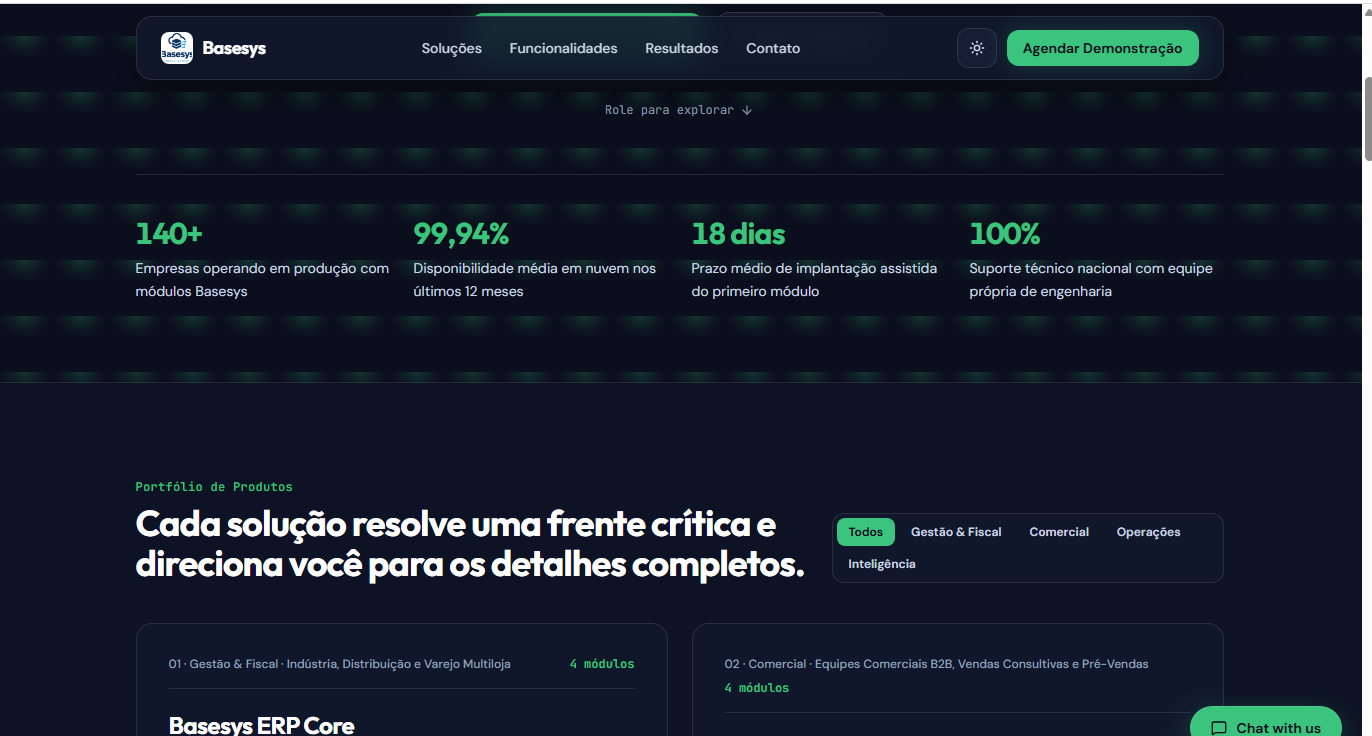 Basesys
Basesys
Soluções
Funcionalidades
Resultados
Contato
Agendar Demonstração
Role para explorar ↓
140+
Empresas operando em produção com
módulos Basesys
99,94%
Disponibilidade média em nuvem nos
últimos 12 meses
18 dias
Prazo médio de implantação assistida
do primeiro módulo
100%
Suporte técnico nacional com equipe
própria de engenharia
Portfólio de Produtos
Cada solução resolve uma frente crítica e
direciona você para os detalhes completos.
Todos
Gestão & Fiscal
Comercial
Operações
Inteligência
01 · Gestão & Fiscal · Indústria, Distribuição e Varejo Multiloja
4 módulos
Basesys ERP Core
02 · Comercial · Equipes Comerciais B2B, Vendas Consultivas e Pré-Vendas
4 módulos
Chat with us